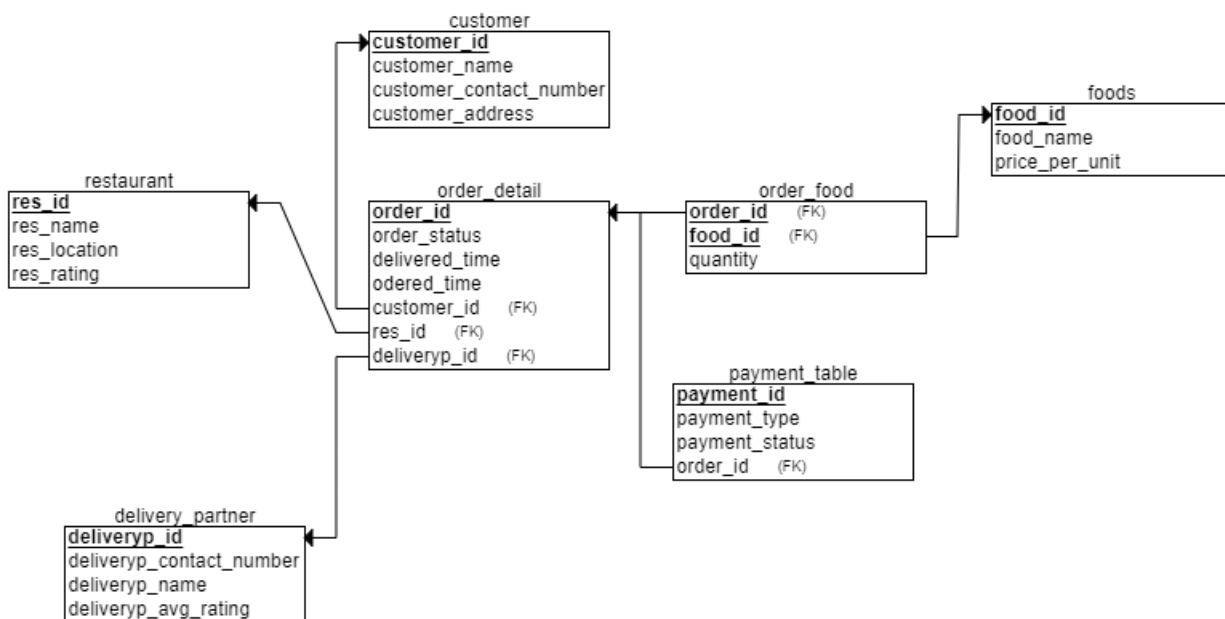 customer
customer_id
customer_name
customer_contact_number
customer_address
foods
food_id
food_name
price_per_unit
restaurant
res_id
res_name
res_location
res_rating
order_detail
order_id
order_status
delivered_time
odered_time
customer_id (FK)
res_id (FK)
deliveryp_id (FK)
order_food
order_id (FK)
food_id (FK)
quantity
payment_table
payment_id
payment_type
payment_status
order_id (FK)
delivery_partner
deliveryp_id
deliveryp_contact_number
deliveryp_name
deliveryp_avg_rating